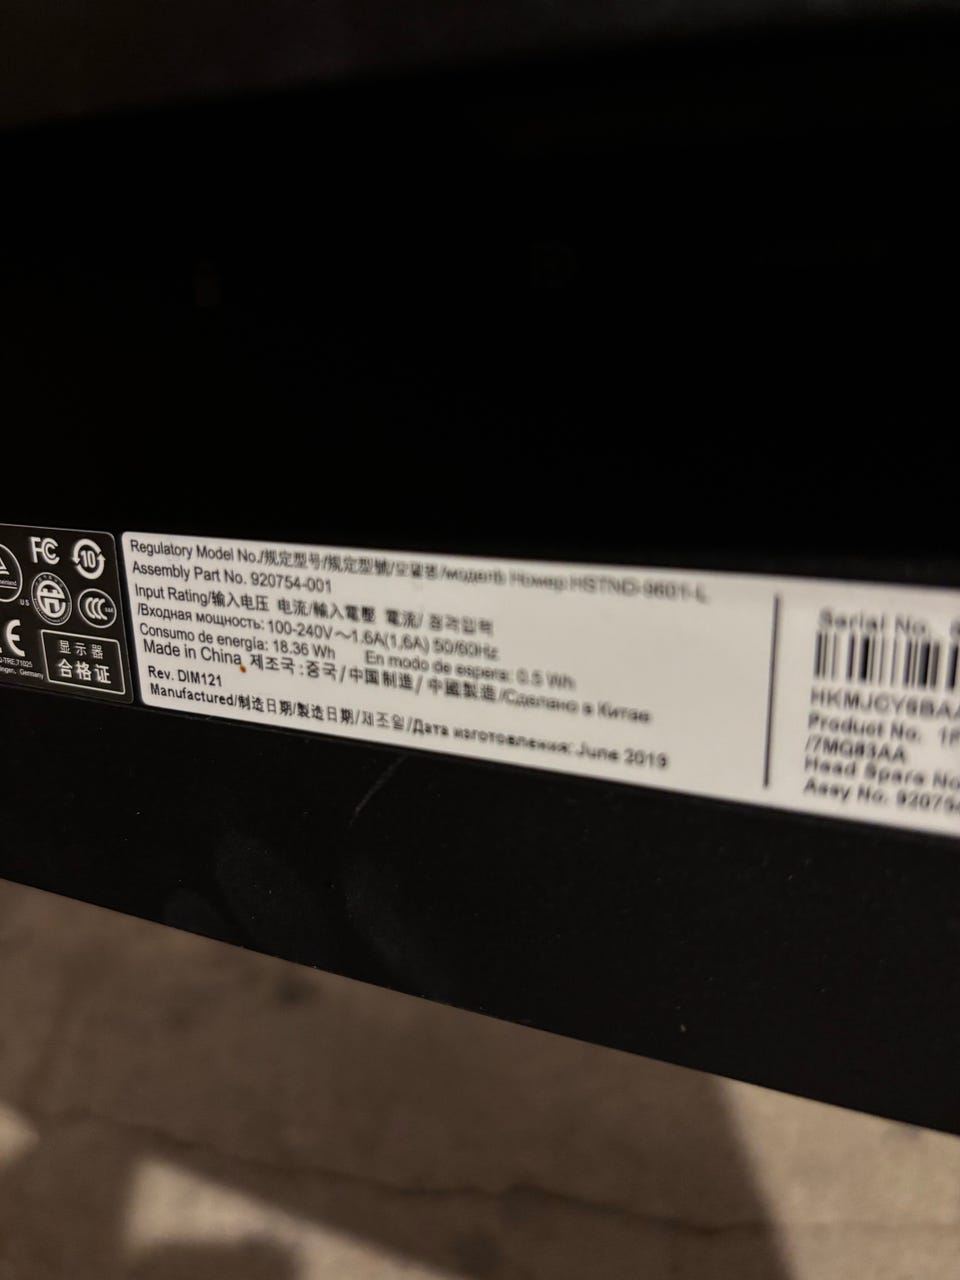 FC
10
US
CCC
显示器
合格证
Regulatory Model No./规定型号/規定型號/모델명/модель Номер:HSTND-9601-L
Assembly Part No. 920754-001
Input Rating/输入电压 电流/輸入電壓 電流/ 정격입력
/Входная мощность: 100-240V～1.6A(1,6A) 50/60Hz
Consumo de energía: 18.36 Wh En modo de espera: 0.5 Wh
Made in China 제조국 :중국/中国制造/ 中國製造/Сделано в Китае
Rev. DIM121
Manufactured/制造日期/製造日期/제조일/Дата изготовления: June 2019
Serial No.
Product No.
/7MQ83AA
Head Spare No
Assy No. 92075